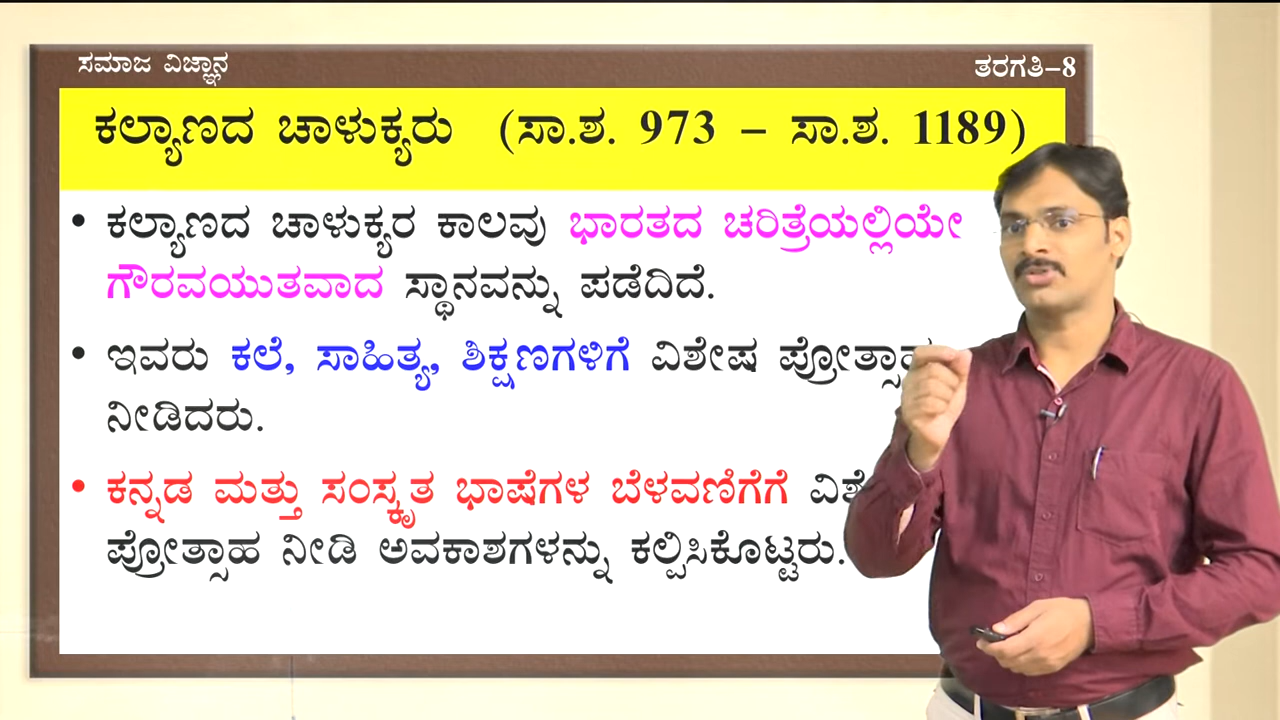 ಸಮಾಜ ವಿಜ್ಞಾನ
ತರಗತಿ-8
ಕಲ್ಯಾಣದ ಚಾಳುಕ್ಯರು (ಸಾ.ಶ. 973 – ಸಾ.ಶ. 1189)
• ಕಲ್ಯಾಣದ ಚಾಳುಕ್ಯರ ಕಾಲವು ಭಾರತದ ಚರಿತ್ರೆಯಲ್ಲಿಯೇ
ಗೌರವಯುತವಾದ ಸ್ಥಾನವನ್ನು ಪಡೆದಿದೆ.
• ಇವರು ಕಲೆ, ಸಾಹಿತ್ಯ, ಶಿಕ್ಷಣಗಳಿಗೆ ವಿಶೇಷ ಪ್ರೋತ್ಸಾಹ
ನೀಡಿದರು.
• ಕನ್ನಡ ಮತ್ತು ಸಂಸ್ಕೃತ ಭಾಷೆಗಳ ಬೆಳವಣಿಗೆಗೆ
ಪ್ರೋತ್ಸಾಹ ನೀಡಿ ಅವಕಾಶಗಳನ್ನು ಕಲ್ಪಿಸಿಕೊಟ್ಟರು.